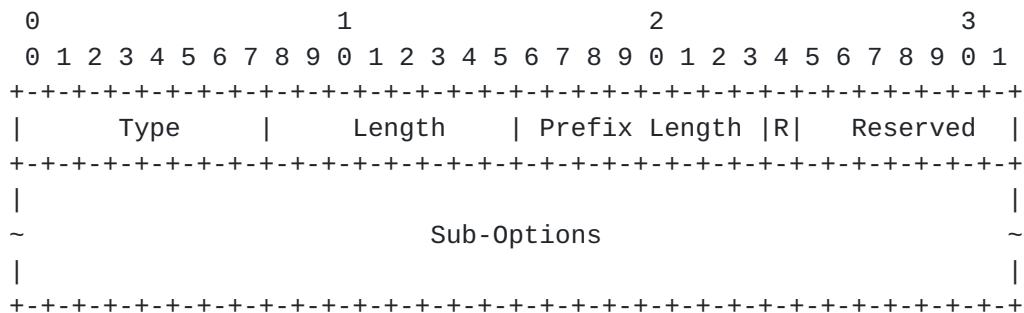 0                   1                   2                   3
 0 1 2 3 4 5 6 7 8 9 0 1 2 3 4 5 6 7 8 9 0 1 2 3 4 5 6 7 8 9 0 1
+-+-+-+-+-+-+-+-+-+-+-+-+-+-+-+-+-+-+-+-+-+-+-+-+-+-+-+-+-+-+-+-+
|      Type     |     Length    | Prefix Length |R|   Reserved  |
+-+-+-+-+-+-+-+-+-+-+-+-+-+-+-+-+-+-+-+-+-+-+-+-+-+-+-+-+-+-+-+-+
|                                                               |
~                          Sub-Options                          ~
|                                                               |
+-+-+-+-+-+-+-+-+-+-+-+-+-+-+-+-+-+-+-+-+-+-+-+-+-+-+-+-+-+-+-+-+